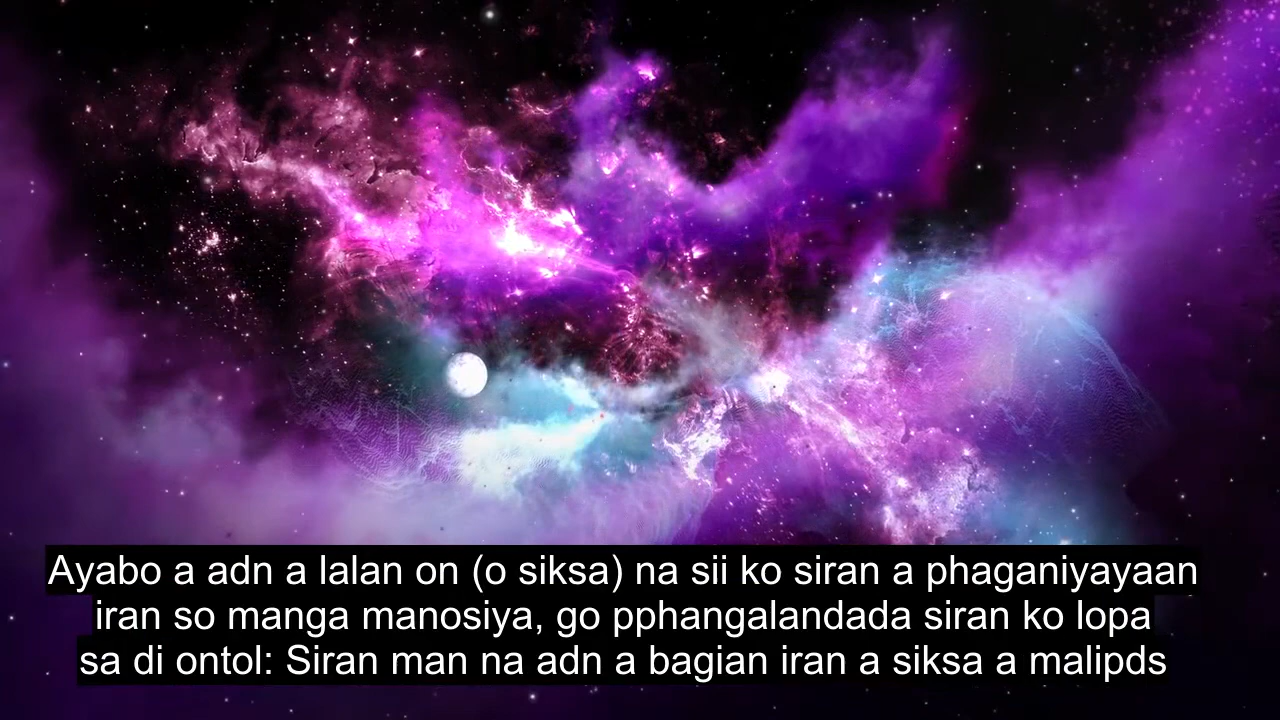 Ayabo a adn a lalan on (o siksa) na sii ko siran a phaganiyayaan
iran so manga manosiya, go pphangalandada siran ko lopa
sa di ontol: Siran man na adn a bagian iran a siksa a malipds